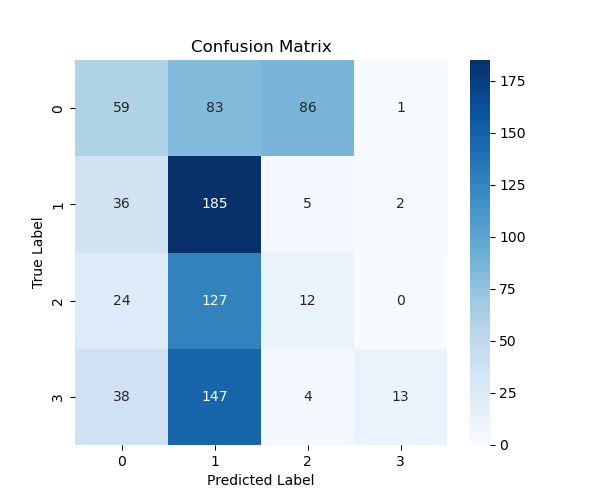 Confusion Matrix
0 59 83 86 1
1 36 185 5 2
2 24 127 12 0
3 38 147 4 13
0 1 2 3
Predicted Label
True Label
175
150
125
100
75
50
25
0